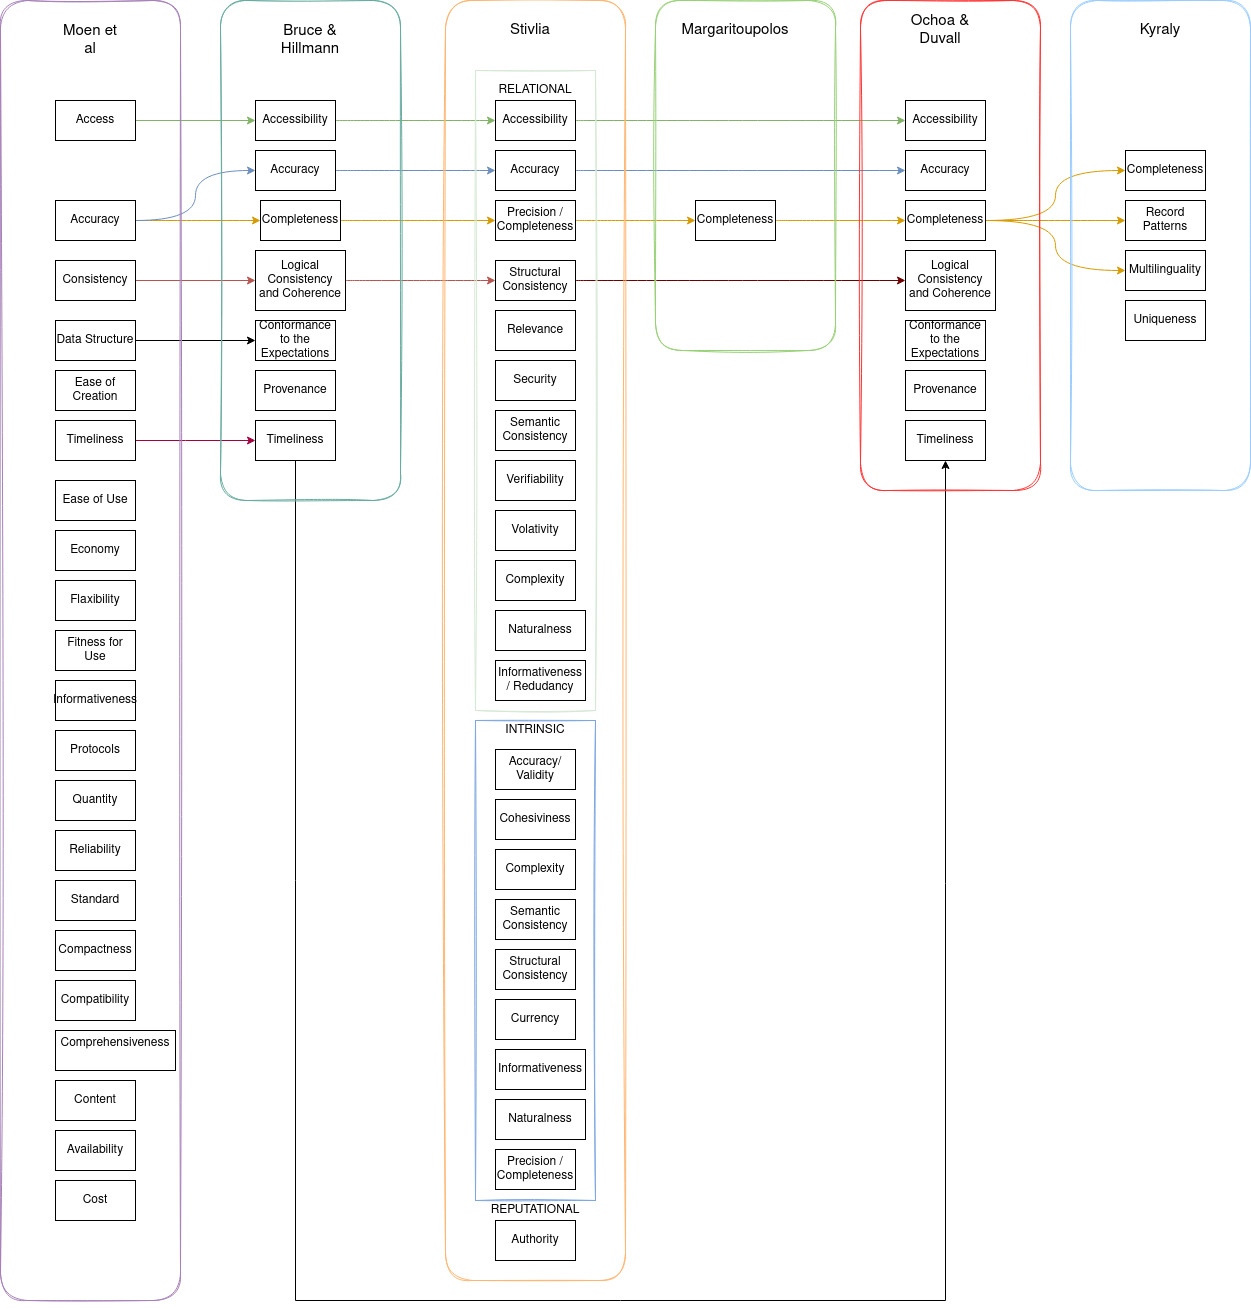 Moen et
al
Access
Accuracy
Consistency
Data Structure
Ease of
Creation
Timeliness
Ease of Use
Economy
Flaxibility
Fitness for
Use
Informativeness
Protocols
Quantity
Reliability
Standard
Compactness
Compatibility
Comprehensiveness
Content
Availability
Cost
Bruce &
Hillmann
Accessibility
Accuracy
Completeness
Logical
Consistency
and Coherence
Conformance
to the
Expectations
Provenance
Timeliness
Stivlia
RELATIONAL
Accessibility
Accuracy
Precision /
Completeness
Structural
Consistency
Relevance
Security
Semantic
Consistency
Verifiability
Volativity
Complexity
Naturalness
Informativeness
/ Redudancy
INTRINSIC
Accuracy/
Validity
Cohesiviness
Complexity
Semantic
Consistency
Structural
Consistency
Currency
Informativeness
Naturalness
Precision /
Completeness
REPUTATIONAL
Authority
Margaritoupolos
Completeness
Ochoa &
Duvall
Accessibility
Accuracy
Completeness
Logical
Consistency
and Coherence
Conformance
to the
Expectations
Provenance
Timeliness
Kyraly
Completeness
Record
Patterns
Multilinguality
Uniqueness